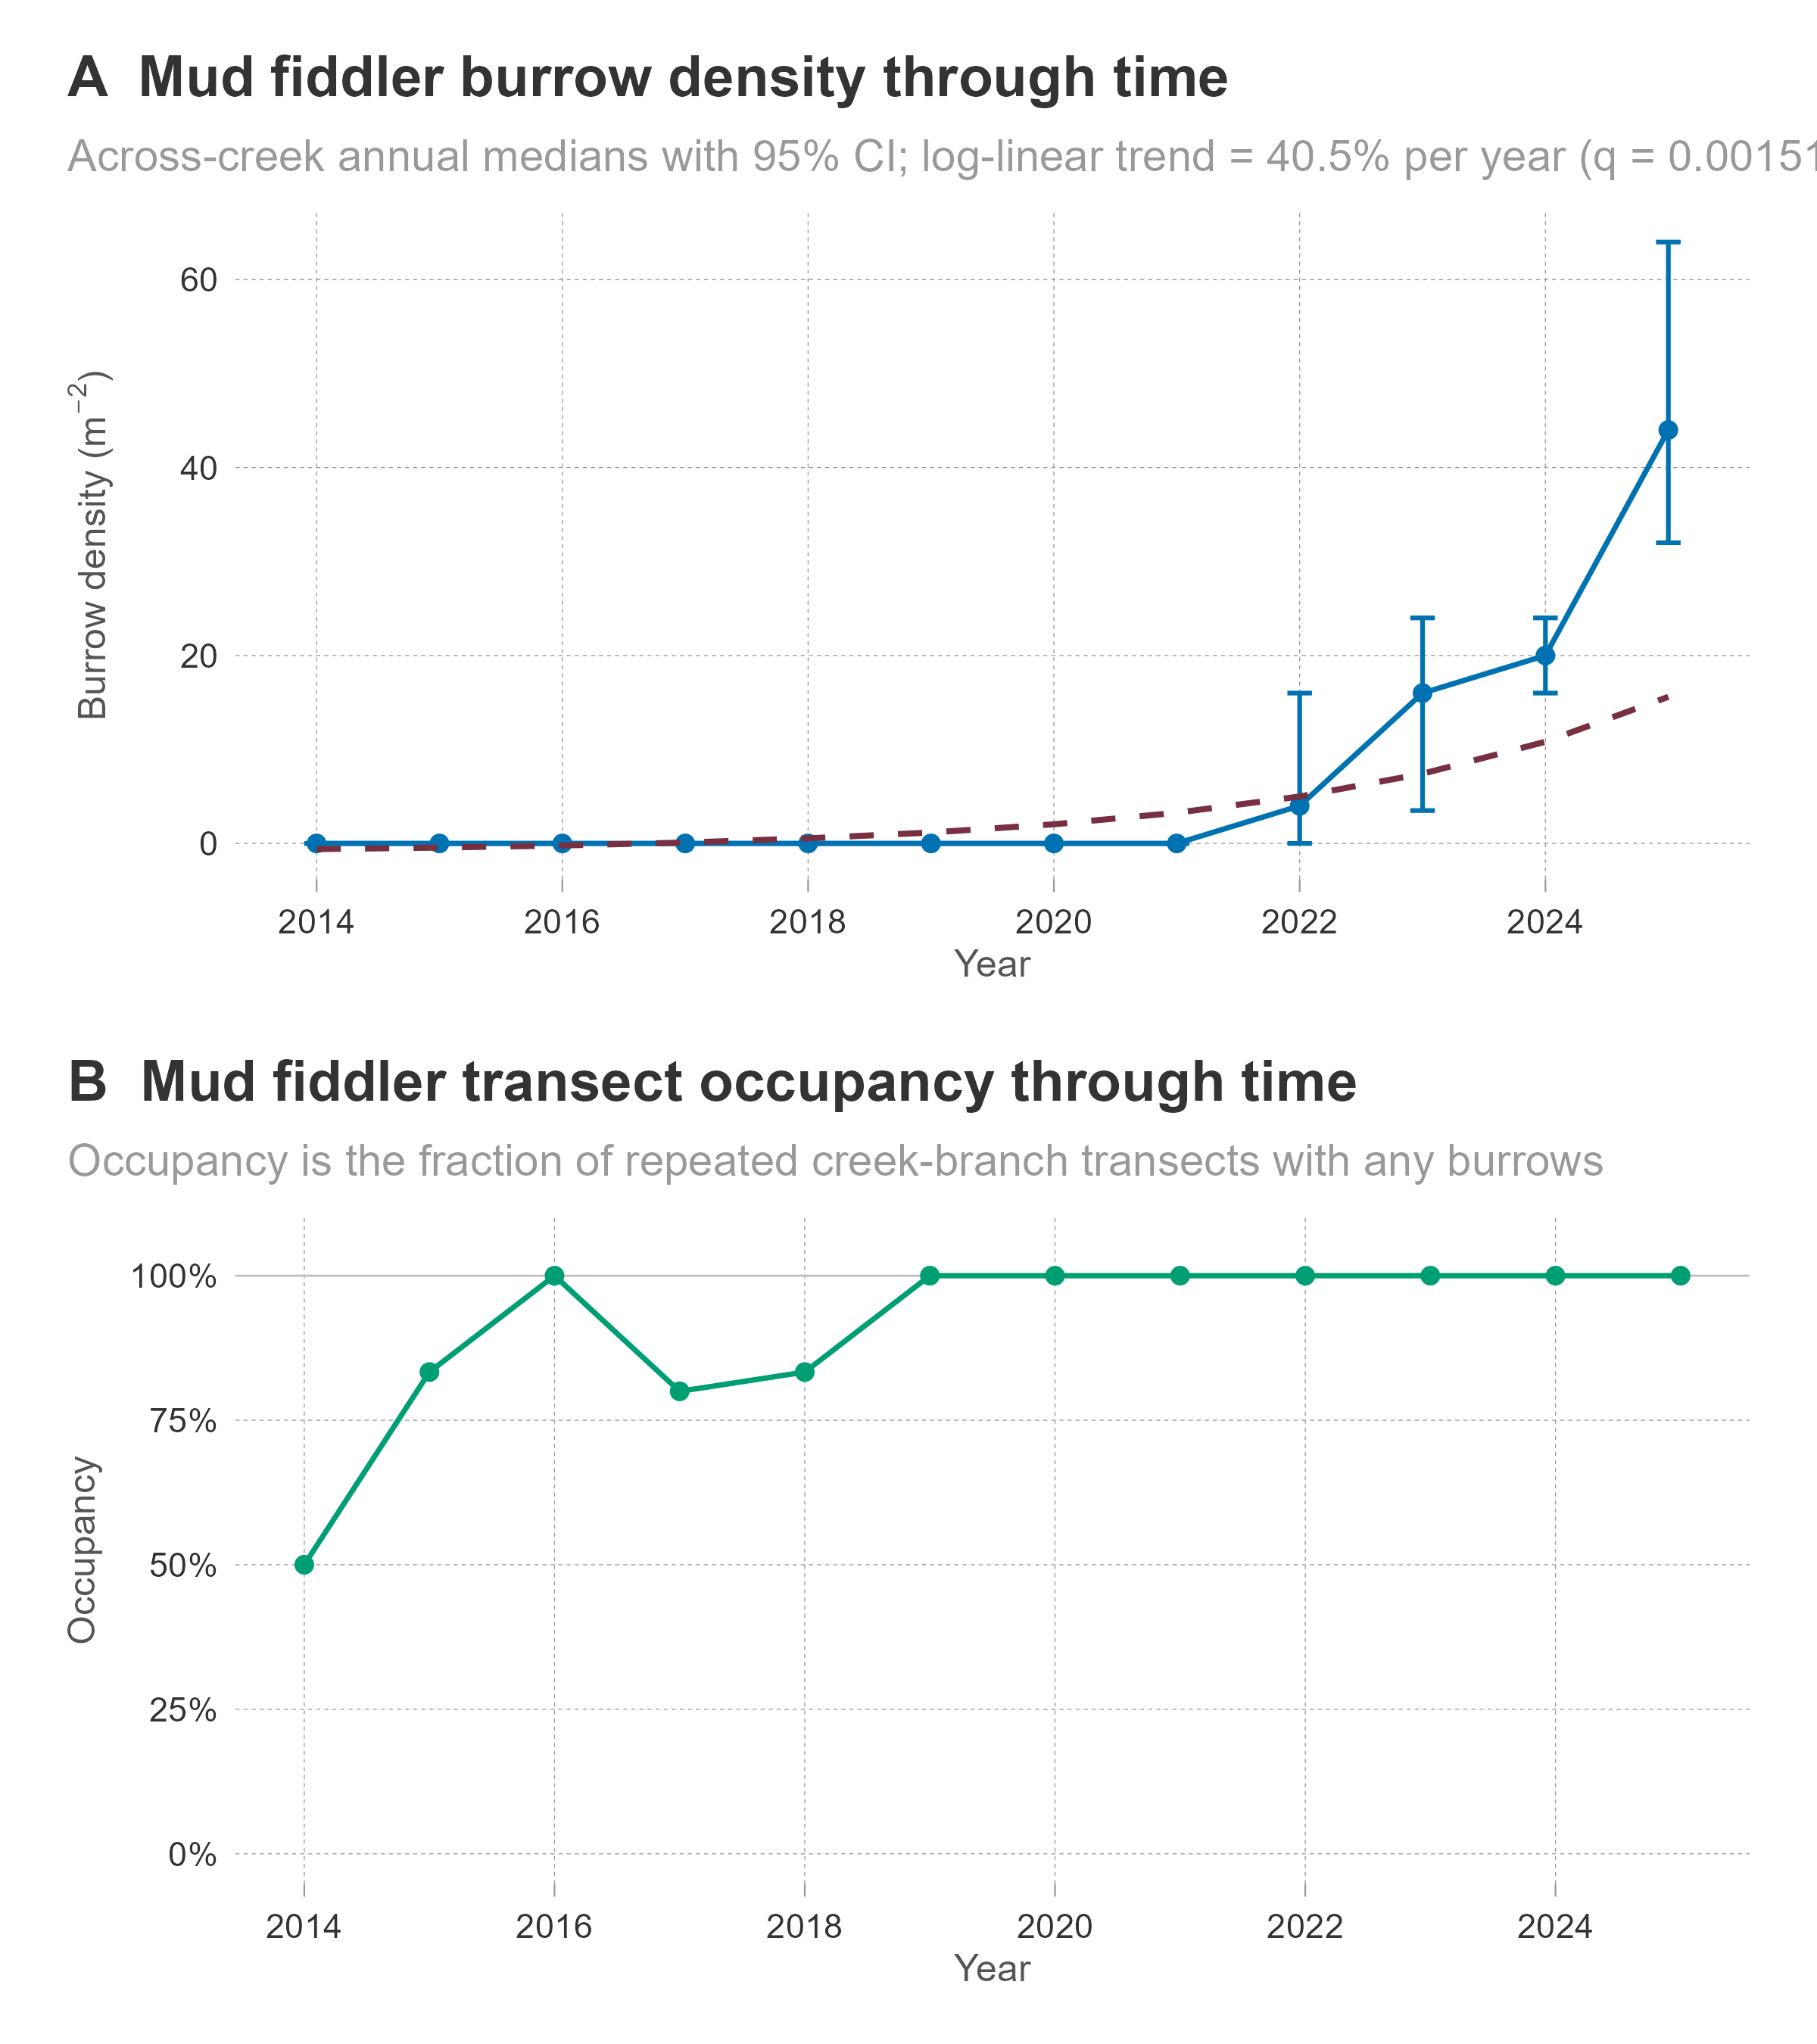 A Mud fiddler burrow density through time
Across-creek annual medians with 95% CI; log-linear trend = 40.5% per year (q = 0.00151
60
40
20
0
Burrow density (m⁻²)
2014 2016 2018 2020 2022 2024
Year
B Mud fiddler transect occupancy through time
Occupancy is the fraction of repeated creek-branch transects with any burrows
100%
75%
50%
25%
0%
Occupancy
2014 2016 2018 2020 2022 2024
Year